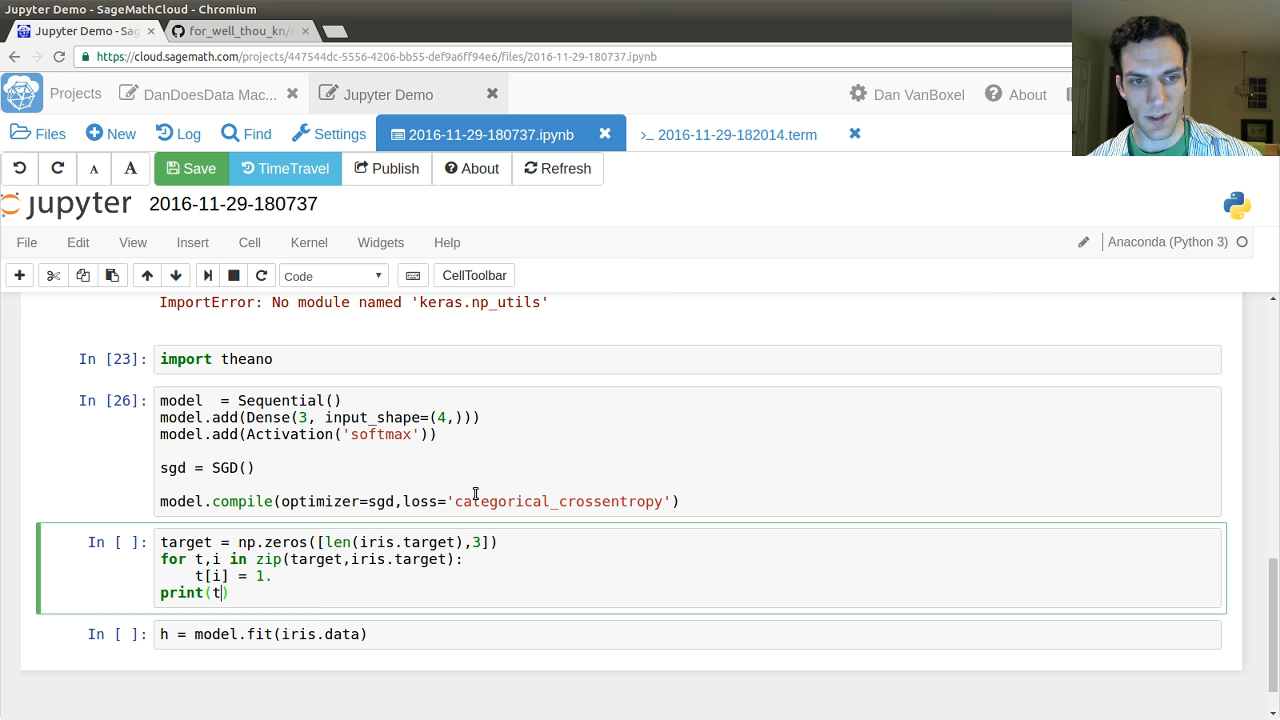 Jupyter Demo - SageMathCloud - Chromium
Jupyter Demo - Sag × for_well_thou_kn/ ×
https://cloud.sagemath.com/projects/447544dc-5556-4206-bb55-def9a6ff94e6/files/2016-11-29-180737.ipynb
Projects DanDoesData Mac... Jupyter Demo Dan VanBoxel About
Files New Log Find Settings 2016-11-29-180737.ipynb >_ 2016-11-29-182014.term
A A Save TimeTravel Publish About Refresh
jupyter 2016-11-29-180737
File Edit View Insert Cell Kernel Widgets Help Anaconda (Python 3)
Code CellToolbar
ImportError: No module named 'keras.np_utils'
In [23]: import theano
In [26]: model  = Sequential()
model.add(Dense(3, input_shape=(4,)))
model.add(Activation('softmax'))
sgd = SGD()
model.compile(optimizer=sgd,loss='categorical_crossentropy')
In [ ]: target = np.zeros([len(iris.target),3])
for t,i in zip(target,iris.target):
t[i] = 1.
print(t)
In [ ]: h = model.fit(iris.data)